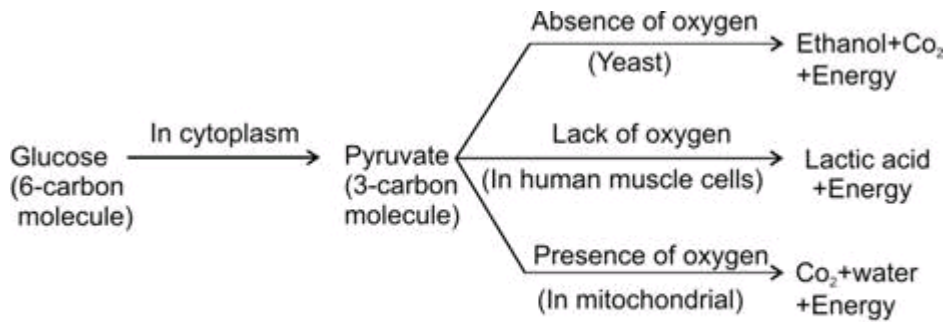 Absence of oxygen
(Yeast)
Ethanol+Co₂
+Energy
In cytoplasm
Glucose
(6-carbon
molecule)
Pyruvate
(3-carbon
molecule)
Lack of oxygen
(In human muscle cells)
Lactic acid
+Energy
Presence of oxygen
(In mitochondrial)
Co₂+water
+Energy